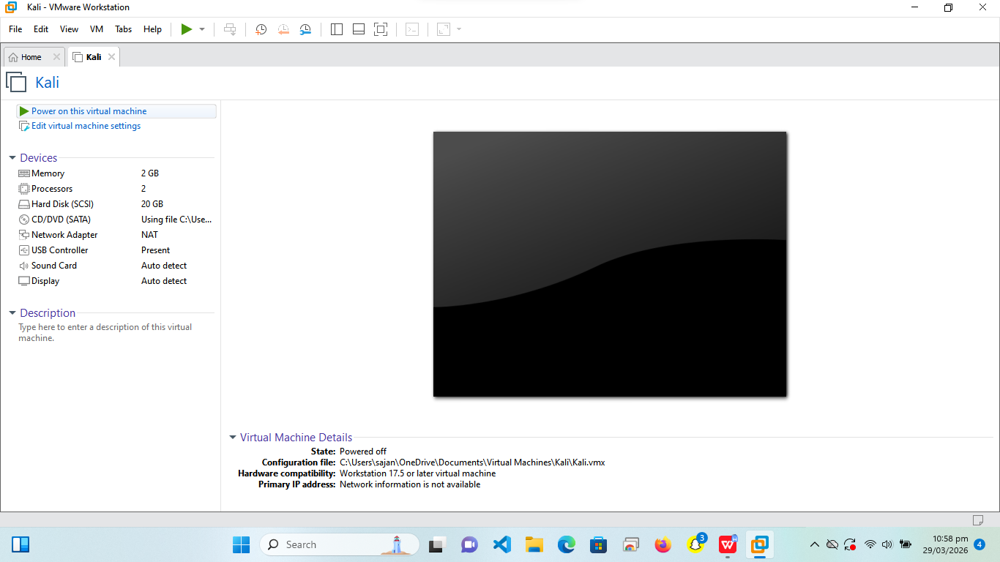 Kali - VMware Workstation
File Edit View VM Tabs Help
Home Kali
Kali
Power on this virtual machine
Edit virtual machine settings
Devices
Memory 2 GB
Processors 2
Hard Disk (SCSI) 20 GB
CD/DVD (SATA) Using file C:\Use...
Network Adapter NAT
USB Controller Present
Sound Card Auto detect
Display Auto detect
Description
Type here to enter a description of this virtual
machine.
Virtual Machine Details
State: Powered off
Configuration file: C:\Users\sajan\OneDrive\Documents\Virtual Machines\Kali\Kali.vmx
Hardware compatibility: Workstation 17.5 or later virtual machine
Primary IP address: Network information is not available
Search
3
W
10:58 pm
29/03/2026
4